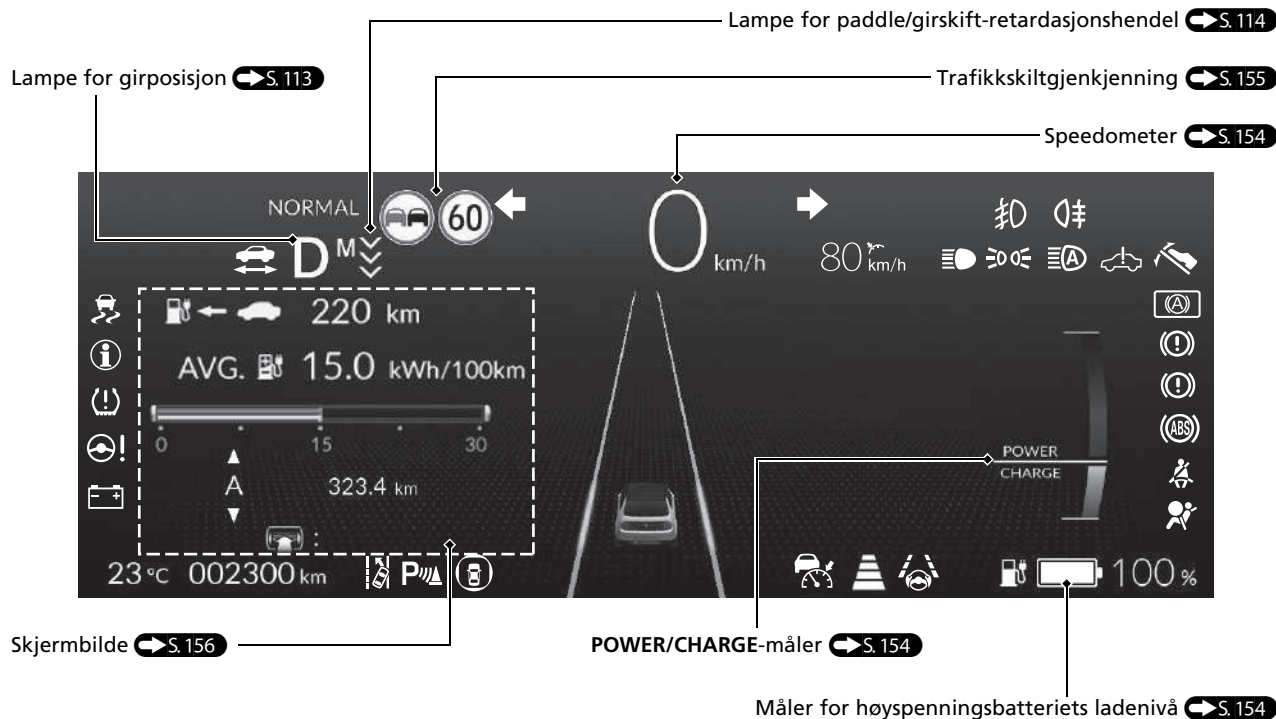 Lampe for paddle/girskift-retardasjonshendel S. 114
Lampe for girposisjon S. 113
Trafikkskiltgjenkjenning S. 155
Speedometer S. 154
NORMAL
60
D M
0 km/h
80 km/h
A
A
220 km
AVG. 15.0 kWh/100km
0 15 30
ABS
POWER
CHARGE
A 323.4 km
:
23 °C 002300 km P 100 %
Skjermbilde S. 156
POWER/CHARGE-måler S. 154
Måler for høyspenningsbatteriets ladenivå S. 154